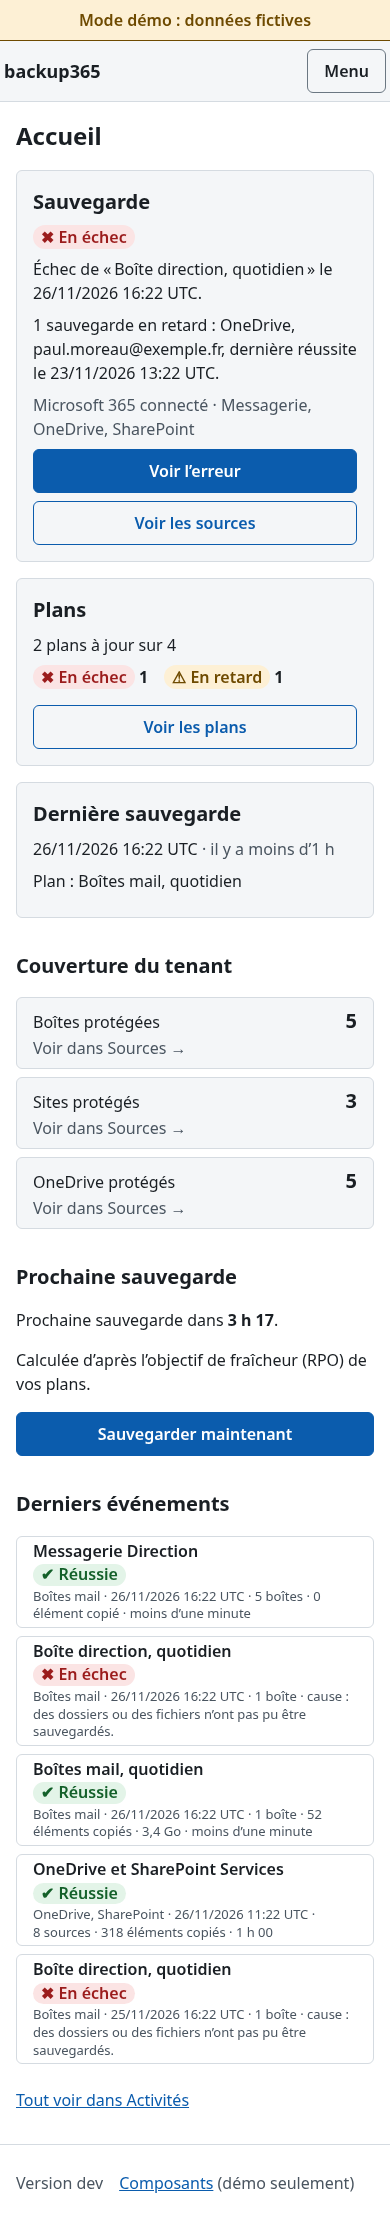 Mode démo : données fictives
backup365
Menu
Accueil
Sauvegarde
✖ En échec
Échec de « Boîte direction, quotidien » le
26/11/2026 16:22 UTC.
1 sauvegarde en retard : OneDrive,
paul.moreau@exemple.fr, dernière réussite
le 23/11/2026 13:22 UTC.
Microsoft 365 connecté · Messagerie,
OneDrive, SharePoint
Voir l’erreur
Voir les sources
Plans
2 plans à jour sur 4
✖ En échec 1 ⚠ En retard 1
Voir les plans
Dernière sauvegarde
26/11/2026 16:22 UTC · il y a moins d’1 h
Plan : Boîtes mail, quotidien
Couverture du tenant
Boîtes protégées 5
Voir dans Sources →
Sites protégés 3
Voir dans Sources →
OneDrive protégés 5
Voir dans Sources →
Prochaine sauvegarde
Prochaine sauvegarde dans 3 h 17.
Calculée d’après l’objectif de fraîcheur (RPO) de
vos plans.
Sauvegarder maintenant
Derniers événements
Messagerie Direction
✔ Réussie
Boîtes mail · 26/11/2026 16:22 UTC · 5 boîtes · 0
élément copié · moins d’une minute
Boîte direction, quotidien
✖ En échec
Boîtes mail · 26/11/2026 16:22 UTC · 1 boîte · cause :
des dossiers ou des fichiers n’ont pas pu être
sauvegardés.
Boîtes mail, quotidien
✔ Réussie
Boîtes mail · 26/11/2026 16:22 UTC · 1 boîte · 52
éléments copiés · 3,4 Go · moins d’une minute
OneDrive et SharePoint Services
✔ Réussie
OneDrive, SharePoint · 26/11/2026 11:22 UTC ·
8 sources · 318 éléments copiés · 1 h 00
Boîte direction, quotidien
✖ En échec
Boîtes mail · 25/11/2026 16:22 UTC · 1 boîte · cause :
des dossiers ou des fichiers n’ont pas pu être
sauvegardés.
Tout voir dans Activités
Version dev Composants (démo seulement)